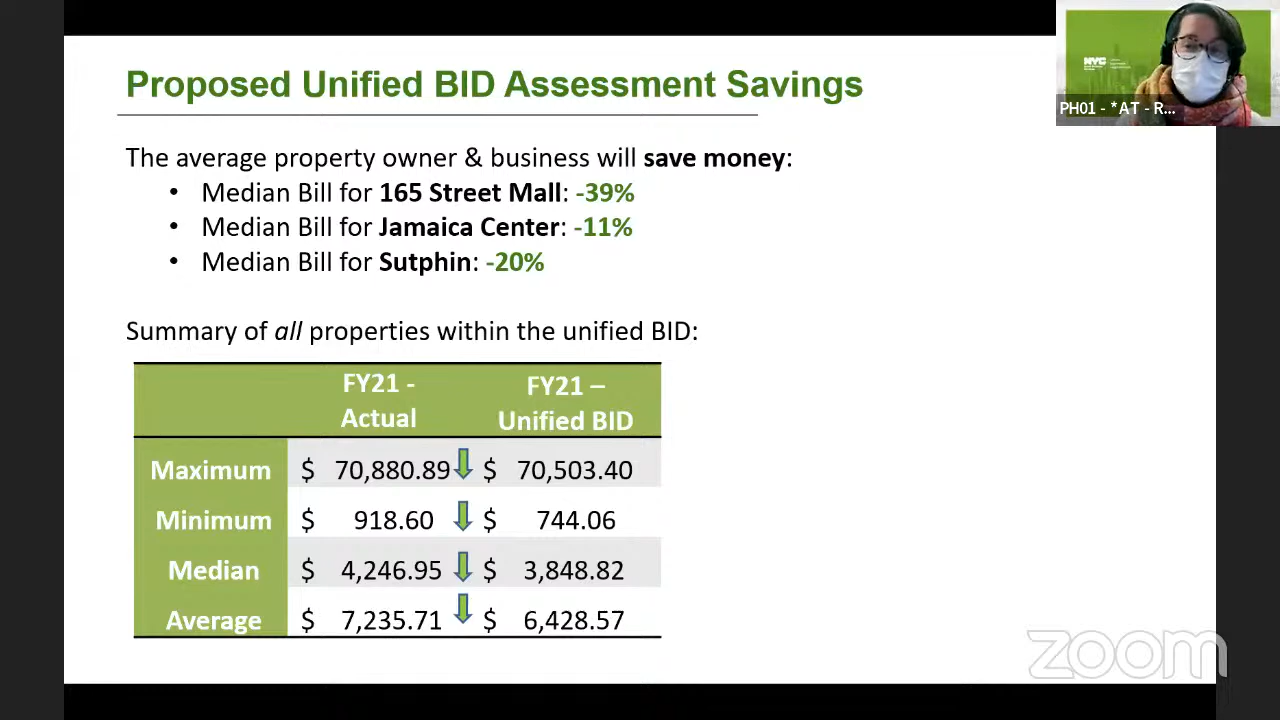 Proposed Unified BID Assessment Savings
The average property owner & business will save money:
• Median Bill for 165 Street Mall: -39%
• Median Bill for Jamaica Center: -11%
• Median Bill for Sutphin: -20%
Summary of all properties within the unified BID:
FY21 -
Actual
FY21 –
Unified BID
Maximum $ 70,880.89 $ 70,503.40
Minimum $ 918.60 $ 744.06
Median $ 4,246.95 $ 3,848.82
Average $ 7,235.71 $ 6,428.57
NYC
PH01 - *AT - R...
zoom